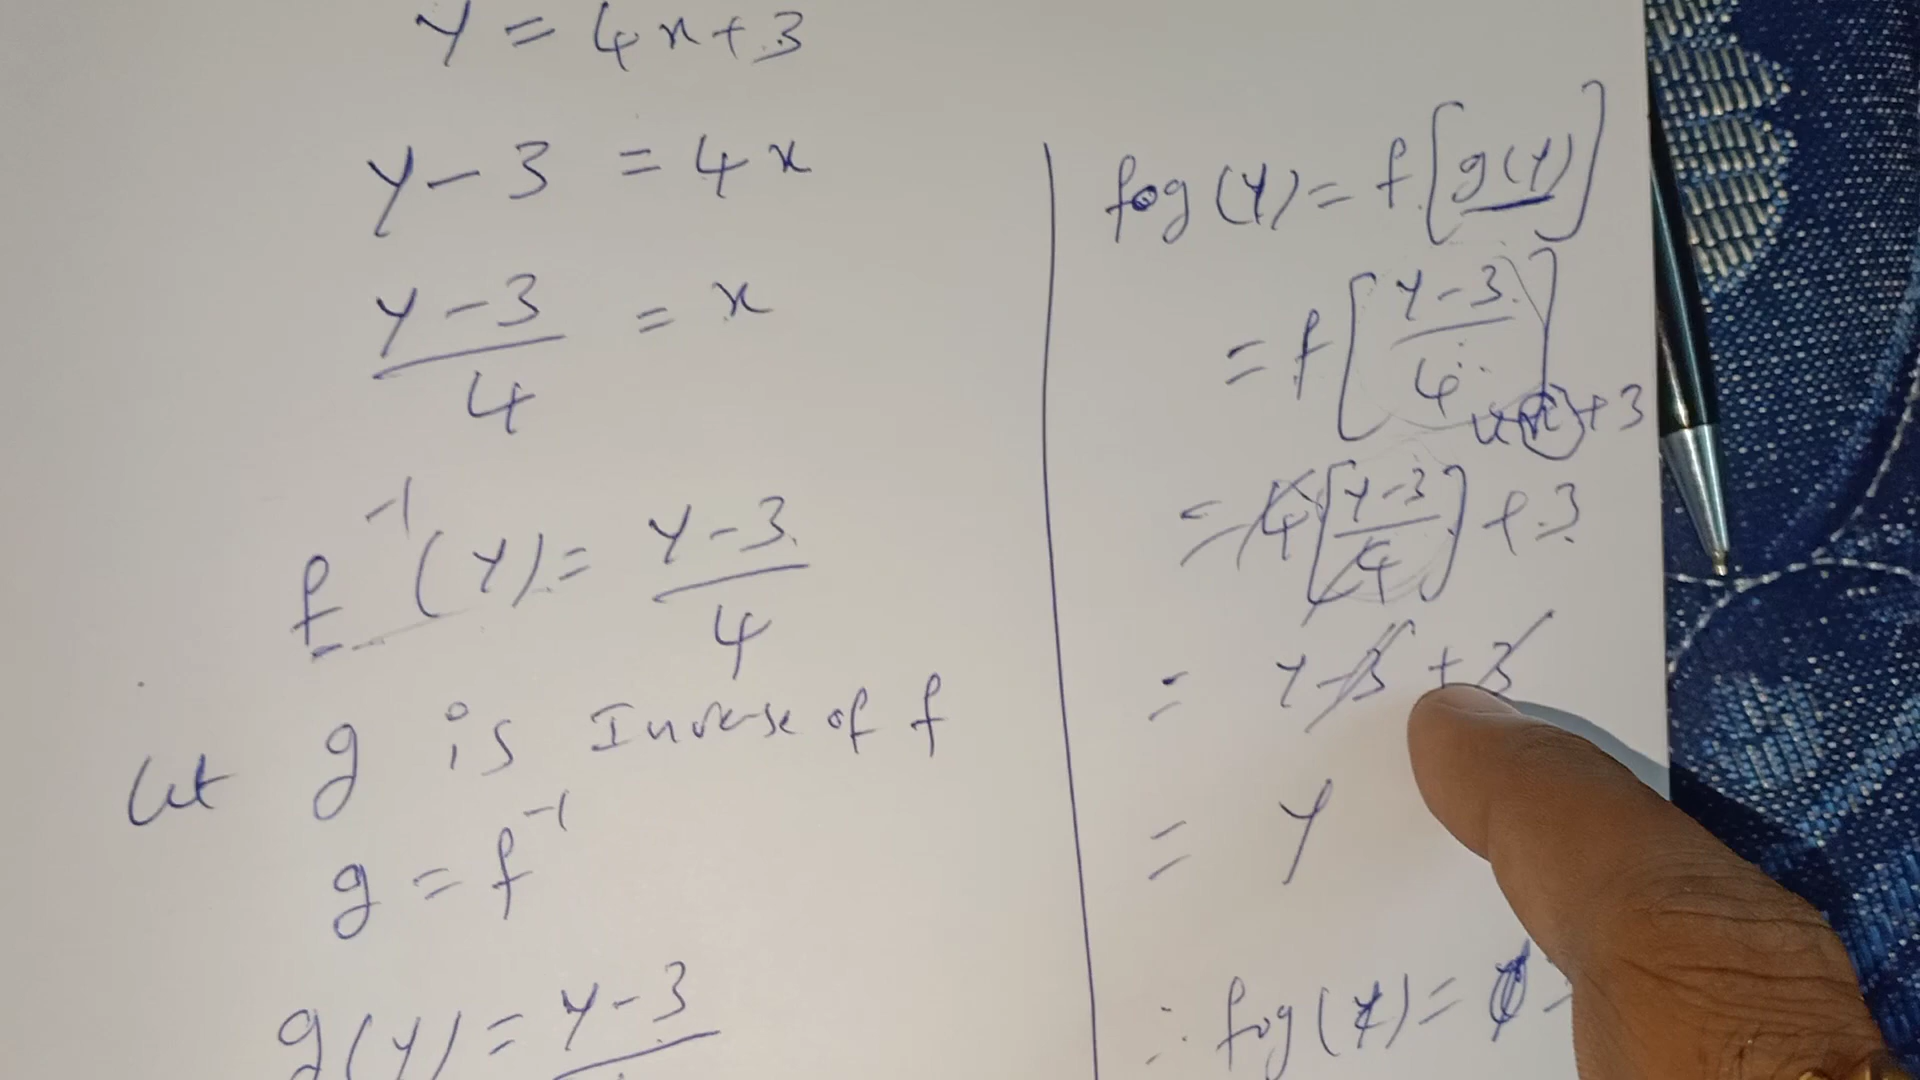 y = 4x+3
y-3 = 4x
y-3/4 = x
f⁻¹(y) = y-3/4
let g is Inverse of f
g = f⁻¹
g(y) = y-3
fog (y) = f[g(y)]
= f[y-3/4]
4x+3
= 4[y-3/4] +3
= y-3+3
= y
∴ fog(y) =